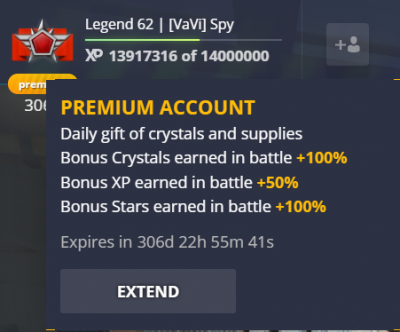 Legend 62 | [VaVi] Spy
XP 13917316 of 14000000
PREMIUM ACCOUNT
Daily gift of crystals and supplies
Bonus Crystals earned in battle +100%
Bonus XP earned in battle +50%
Bonus Stars earned in battle +100%
Expires in 306d 22h 55m 41s
EXTEND